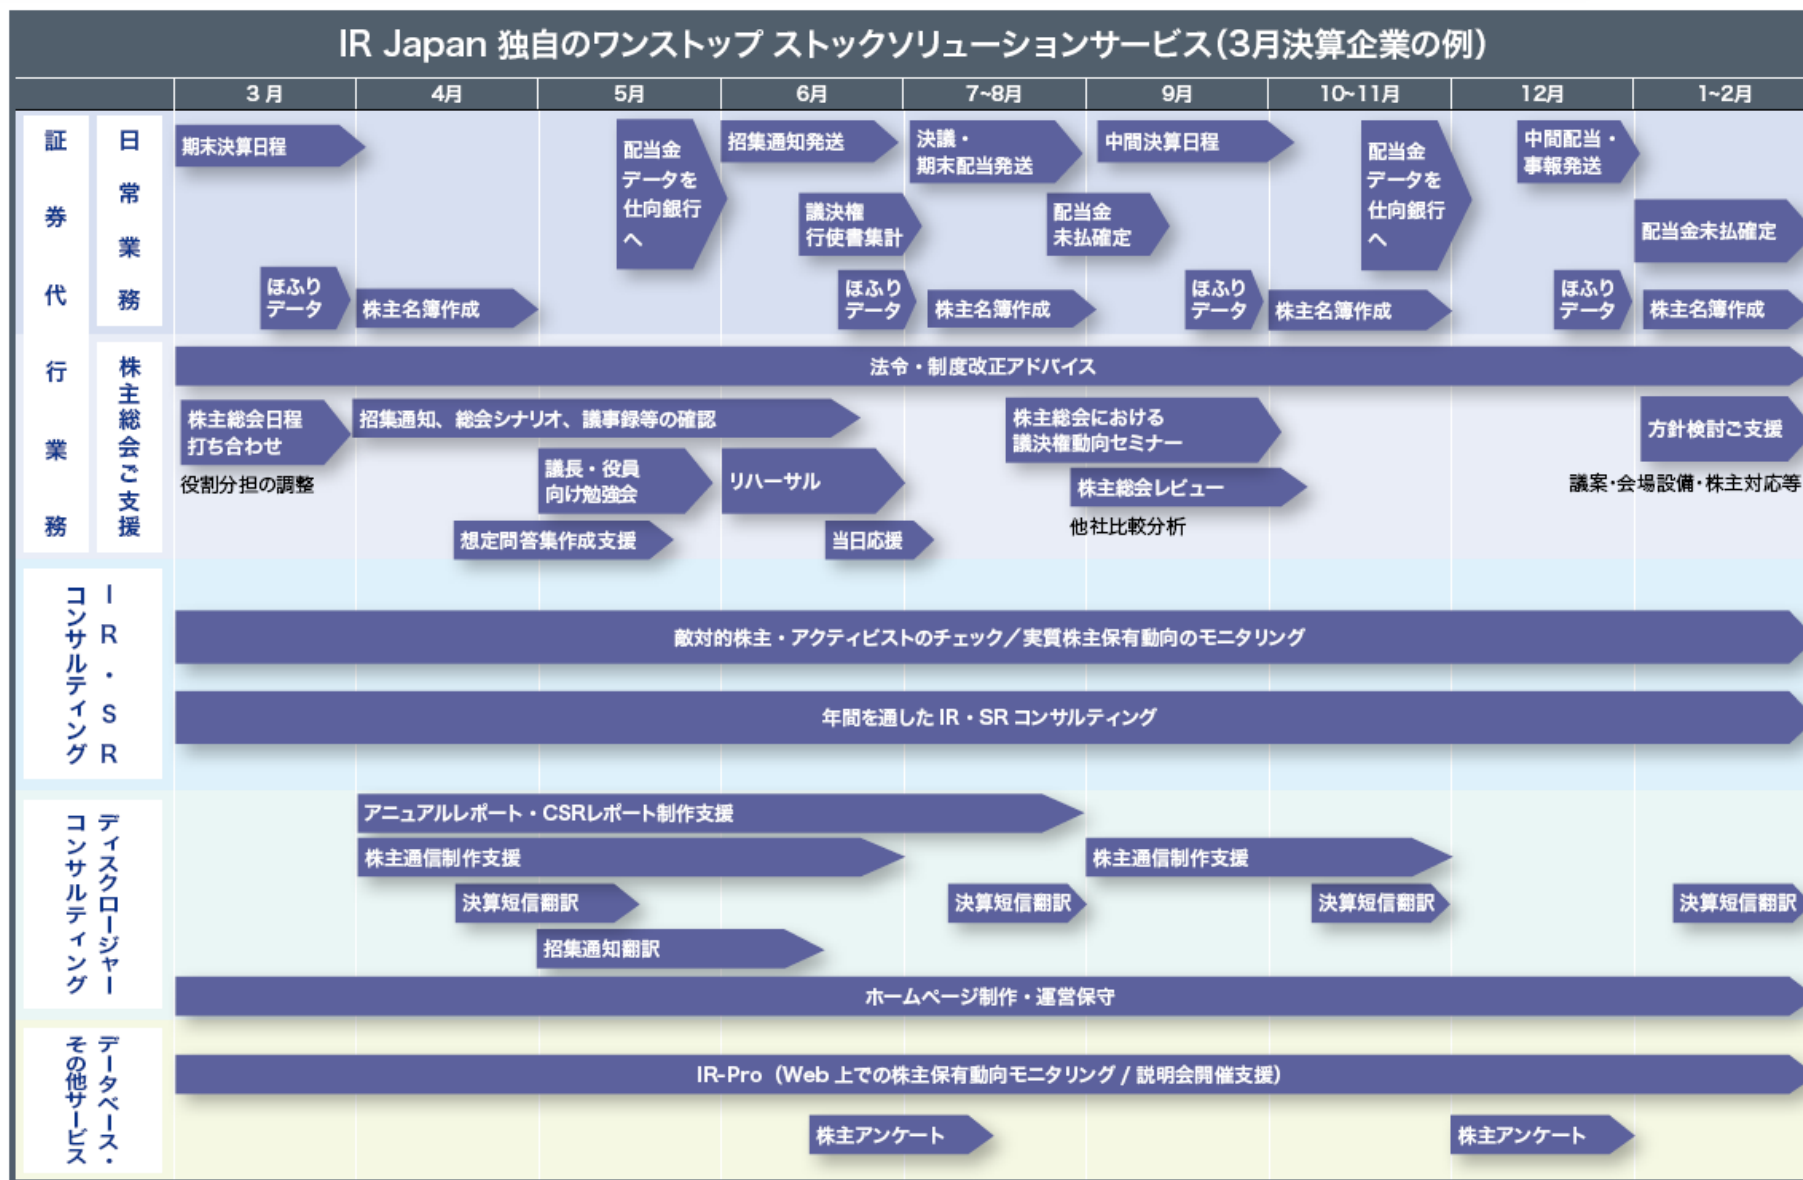 IR Japan 独自のワンストップ ストックソリューションサービス(3月決算企業の例)
3月
4月
5月
6月
7~8月
9月
10~11月
12月
1~2月
証券代行業務
日常業務
期末決算日程
配当金
データを
仕向銀行
へ
招集通知発送
決議・
期末配当発送
中間決算日程
配当金
データを
仕向銀行
へ
中間配当・
事報発送
議決権
行使書集計
配当金
未払確定
配当金未払確定
ほふり
データ
株主名簿作成
ほふり
データ
株主名簿作成
ほふり
データ
株主名簿作成
ほふり
データ
株主名簿作成
株主総会ご支援
法令・制度改正アドバイス
株主総会日程
打ち合わせ
役割分担の調整
招集通知、総会シナリオ、議事録等の確認
株主総会における
議決権動向セミナー
方針検討ご支援
議案・会場設備・株主対応等
議長・役員
向け勉強会
リハーサル
株主総会レビュー
他社比較分析
想定問答集作成支援
当日応援
IR・SR
コンサルティング
敵対的株主・アクティビストのチェック/実質株主保有動向のモニタリング
年間を通した IR・SR コンサルティング
ディスクロージャー
コンサルティング
アニュアルレポート・CSRレポート制作支援
株主通信制作支援
株主通信制作支援
決算短信翻訳
決算短信翻訳
決算短信翻訳
決算短信翻訳
招集通知翻訳
ホームページ制作・運営保守
データベース・
その他サービス
IR-Pro(Web 上での株主保有動向モニタリング / 説明会開催支援)
株主アンケート
株主アンケート